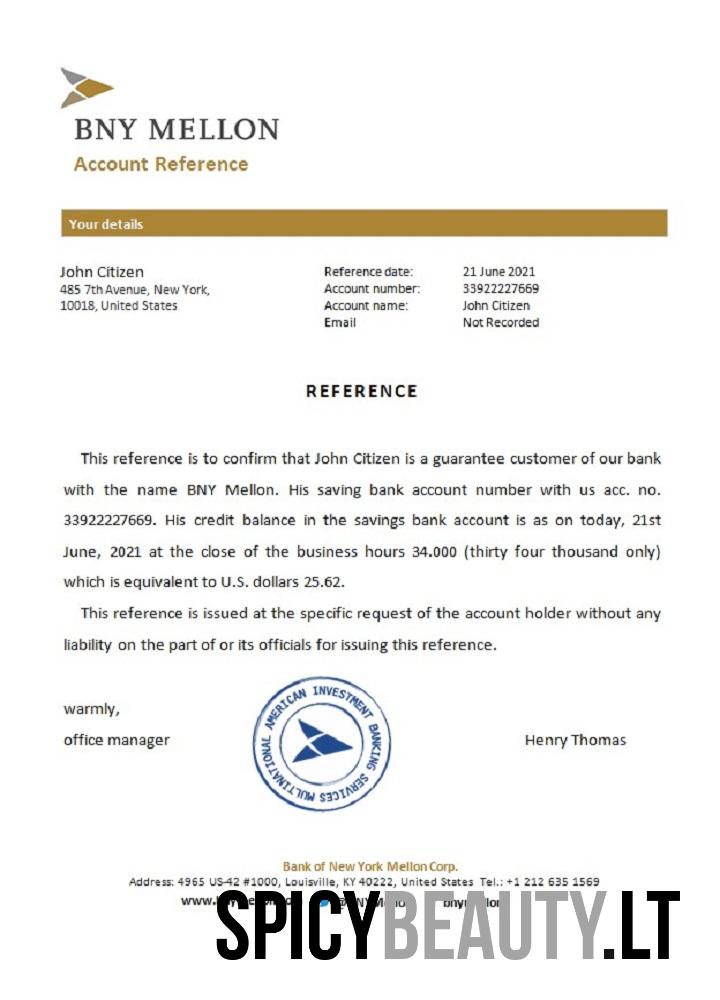 BNY MELLON
Account Reference
Your details
John Citizen
485 7th Avenue, New York,
10018, United States
Reference date: 21 June 2021
Account number: 33922227669
Account name: John Citizen
Email Not Recorded
REFERENCE
This reference is to confirm that John Citizen is a guarantee customer of our bank
with the name BNY Mellon. His saving bank account number with us acc. no.
33922227669. His credit balance in the savings bank account is as on today, 21st
June, 2021 at the close of the business hours 34.000 (thirty four thousand only)
which is equivalent to U.S. dollars 25.62.
This reference is issued at the specific request of the account holder without any
liability on the part of or its officials for issuing this reference.
warmly,
office manager
MULTINATIONAL AMERICAN INVESTMENT BANKING SERVICES
Henry Thomas
Bank of New York Mellon Corp.
Address: 4965 US-42 #1000, Louisville, KY 40222, United States Tel.: +1 212 635 1569
SPICYBEAUTY.LT